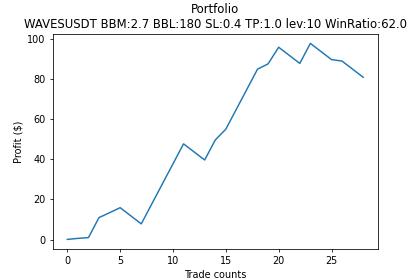 Portfolio
WAVESUSDT BBM:2.7 BBL:180 SL:0.4 TP:1.0 lev:10 WinRatio:62.0
100
80
60
40
20
0
Profit ($)
0 5 10 15 20 25
Trade counts